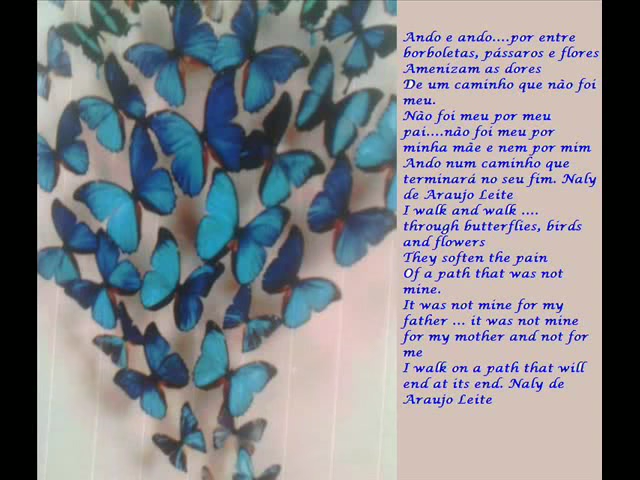 Ando e ando....por entre
borboletas, pássaros e flores
Amenizam as dores
De um caminho que não foi
meu.
Não foi meu por meu
pai....não foi meu por
minha mãe e nem por mim
Ando num caminho que
terminará no seu fim. Naly
de Araujo Leite
I walk and walk ....
through butterflies, birds
and flowers
They soften the pain
Of a path that was not
mine.
It was not mine for my
father ... it was not mine
for my mother and not for
me
I walk on a path that will
end at its end. Naly de
Araujo Leite